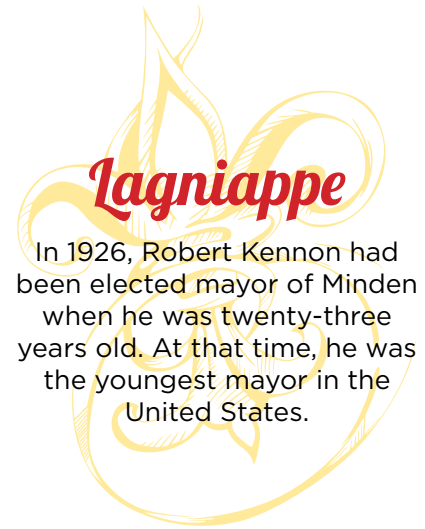 Lagniappe
In 1926, Robert Kennon had
been elected mayor of Minden
when he was twenty-three
years old. At that time, he was
the youngest mayor in the
United States.